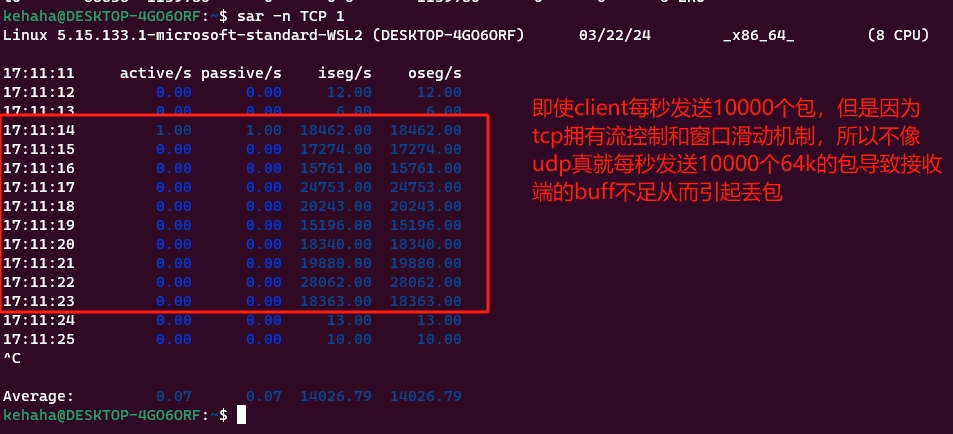 kehaha@DESKTOP-4GO6ORF:~$ sar -n TCP 1
Linux 5.15.133.1-microsoft-standard-WSL2 (DESKTOP-4GO6ORF) 03/22/24 _x86_64_ (8 CPU)
17:11:11 active/s passive/s iseg/s oseg/s
17:11:12 0.00 0.00 12.00 12.00
17:11:13 0.00 0.00 6.00 6.00
17:11:14 1.00 1.00 18462.00 18462.00
17:11:15 0.00 0.00 17274.00 17274.00
17:11:16 0.00 0.00 15761.00 15761.00
17:11:17 0.00 0.00 24753.00 24753.00
17:11:18 0.00 0.00 20243.00 20243.00
17:11:19 0.00 0.00 15196.00 15196.00
17:11:20 0.00 0.00 18340.00 18340.00
17:11:21 0.00 0.00 19880.00 19880.00
17:11:22 0.00 0.00 28062.00 28062.00
17:11:23 0.00 0.00 18363.00 18363.00
17:11:24 0.00 0.00 13.00 13.00
17:11:25 0.00 0.00 10.00 10.00
^C
Average: 0.07 0.07 14026.79 14026.79
kehaha@DESKTOP-4GO6ORF:~$
即使client每秒发送10000个包，但是因为
tcp拥有流控制和窗口滑动机制，所以不像
udp真就每秒发送10000个64k的包导致接收
端的buff不足从而引起丢包